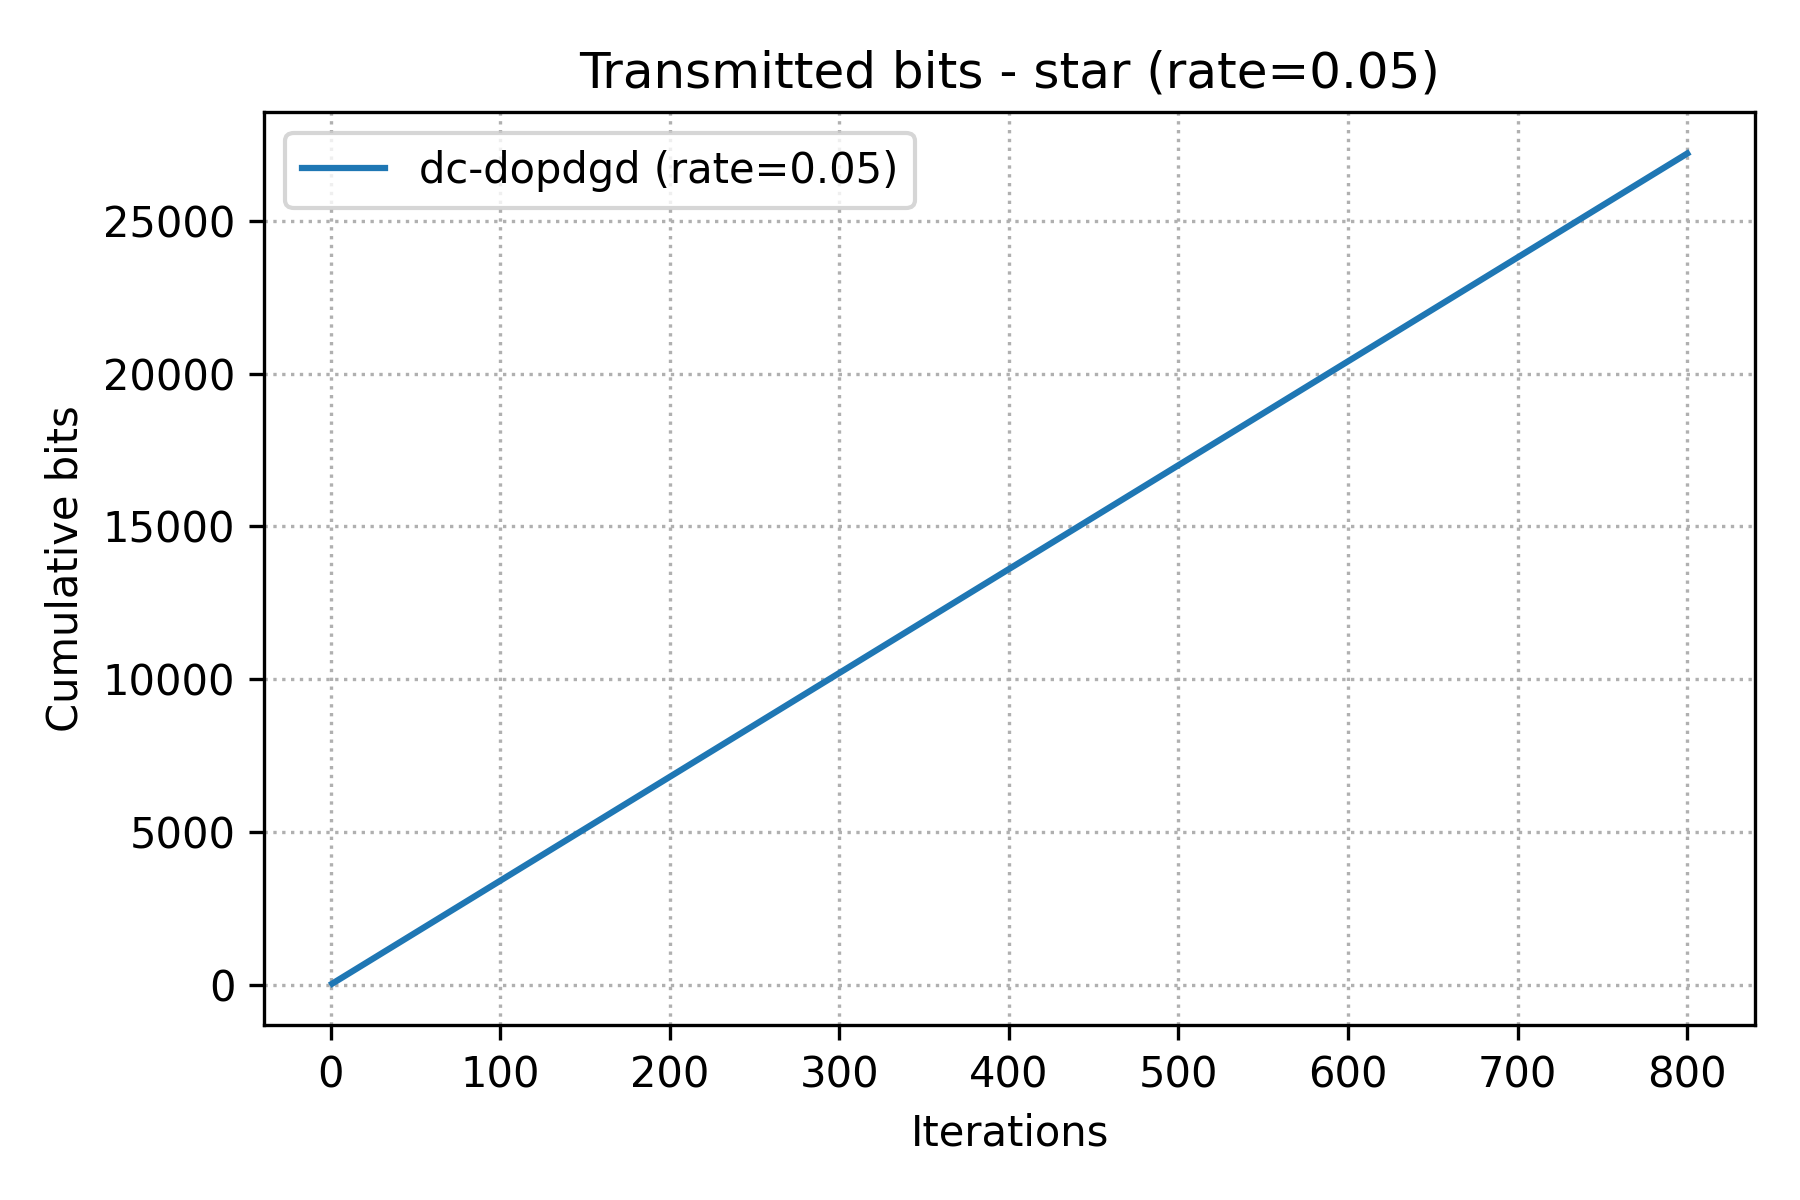 Transmitted bits - star (rate=0.05)
dc-dopdgd (rate=0.05)
25000
20000
15000
10000
5000
0
Cumulative bits
0 100 200 300 400 500 600 700 800
Iterations